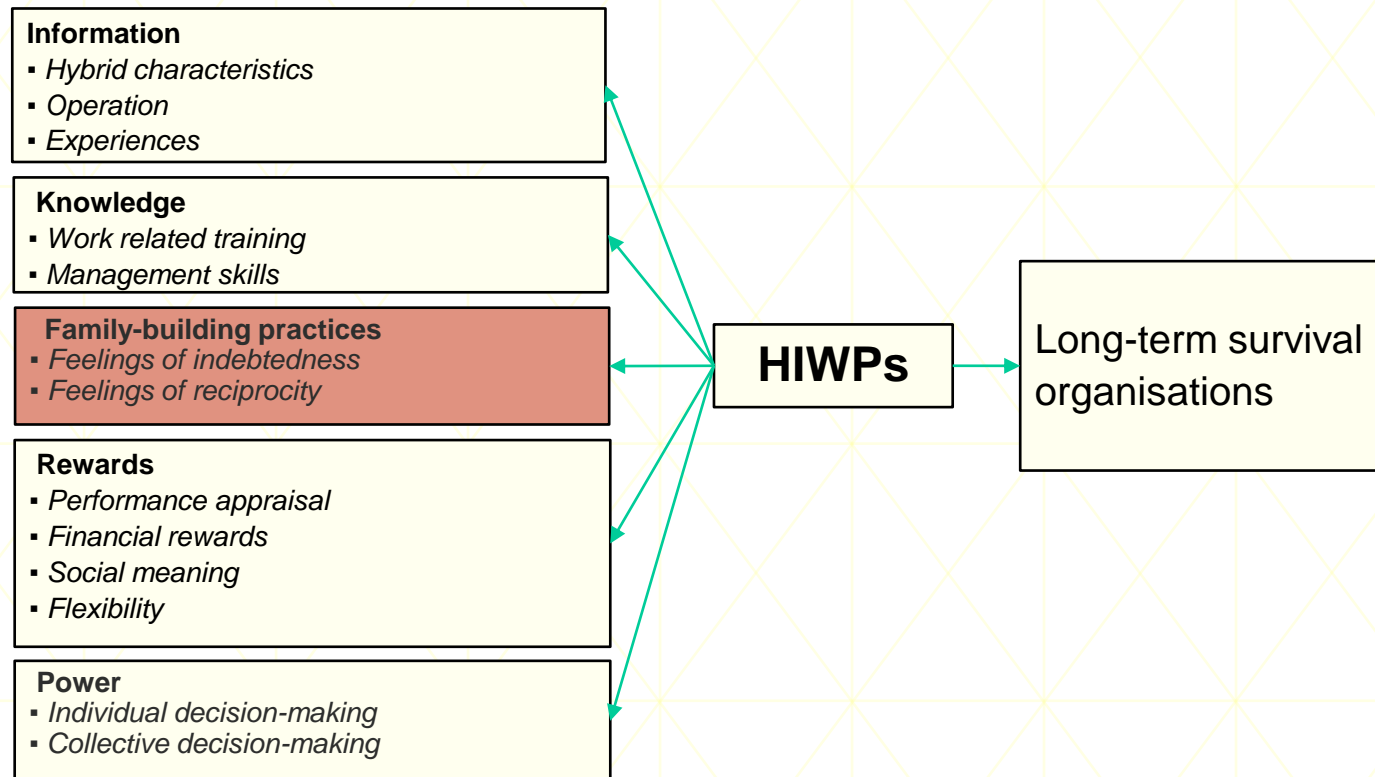 Information
▪ Hybrid characteristics
▪ Operation
▪ Experiences
Knowledge
▪ Work related training
▪ Management skills
Family-building practices
▪ Feelings of indebtedness
▪ Feelings of reciprocity
Rewards
▪ Performance appraisal
▪ Financial rewards
▪ Social meaning
▪ Flexibility
Power
▪ Individual decision-making
▪ Collective decision-making
HIWPs
Long-term survival
organisations